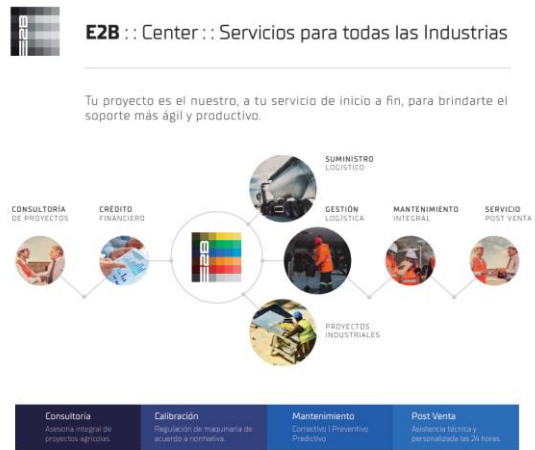 E2B
E2B :: Center :: Servicios para todas las Industrias
Tu proyecto es el nuestro, a tu servicio de inicio a fin, para brindarte el
soporte más ágil y productivo.
SUMINISTRO
LOGÍSTICO
CONSULTORÍA
DE PROYECTOS
CRÉDITO
FINANCIERO
GESTIÓN
LOGÍSTICA
MANTENIMIENTO
INTEGRAL
SERVICIO
POST VENTA
E2B
PROYECTOS
INDUSTRIALES
Consultoría
Asesoría integral de
proyectos agrícolas.
Calibración
Regulación de maquinaria de
acuerdo a normativa.
Mantenimiento
Correctivo | Preventivo
Predictivo
Post Venta
Asistencia técnica y
personalizada las 24 horas.